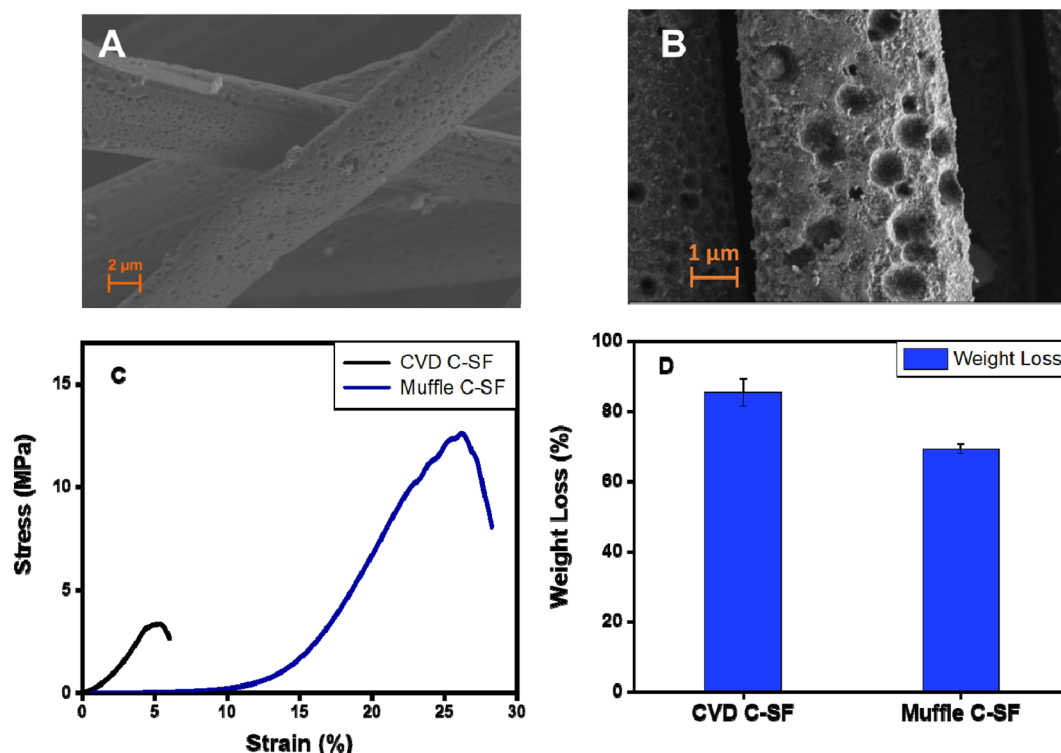 A
2 µm
B
1 µm
C
CVD C-SF
Muffle C-SF
15
10
5
0
Stress (MPa)
0 5 10 15 20 25 30
Strain (%)
D
Weight Loss
100
80
60
40
20
0
Weight Loss (%)
CVD C-SF Muffle C-SF